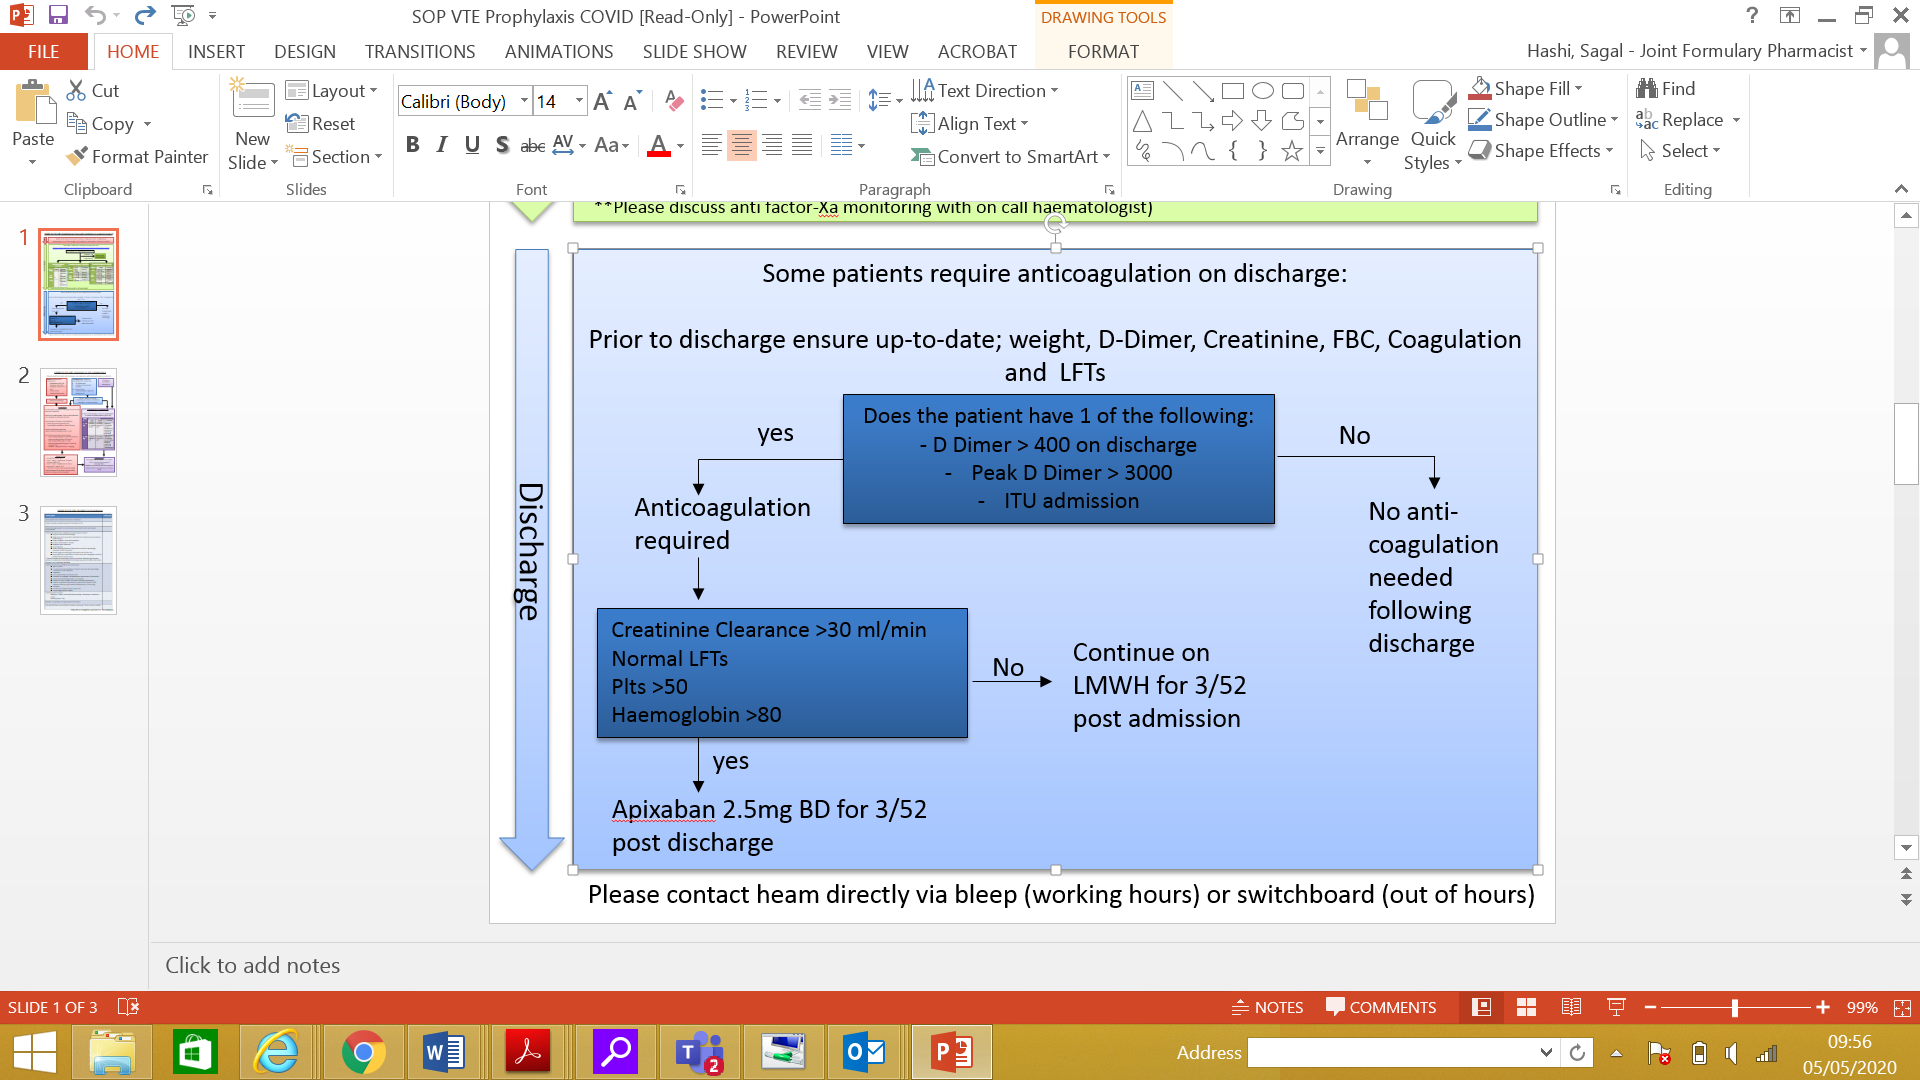 SOP VTE Prophylaxis COVID [Read-Only] - PowerPoint
DRAWING TOOLS
FILE HOME INSERT DESIGN TRANSITIONS ANIMATIONS SLIDE SHOW REVIEW VIEW ACROBAT FORMAT
Hashi, Sagal - Joint Formulary Pharmacist
Paste
Cut
Copy
Format Painter
Clipboard
New Slide
Layout
Reset
Section
Slides
Calibri (Body) 14
B I U S abc AV Aa A
Font
Text Direction
Align Text
Convert to SmartArt
Paragraph
Arrange
Quick Styles
Shape Fill
Shape Outline
Shape Effects
Drawing
Find
Replace
Select
Editing
1
2
3
**Please discuss anti factor-Xa monitoring with on call haematologist)
Discharge
Some patients require anticoagulation on discharge:
Prior to discharge ensure up-to-date; weight, D-Dimer, Creatinine, FBC, Coagulation
and LFTs
Does the patient have 1 of the following:
- D Dimer > 400 on discharge
- Peak D Dimer > 3000
- ITU admission
yes
No
Anticoagulation
required
No anti-
coagulation
needed
following
discharge
Creatinine Clearance >30 ml/min
Normal LFTs
Plts >50
Haemoglobin >80
No
Continue on
LMWH for 3/52
post admission
yes
Apixaban 2.5mg BD for 3/52
post discharge
Please contact heam directly via bleep (working hours) or switchboard (out of hours)
Click to add notes
SLIDE 1 OF 3
NOTES COMMENTS 99%
Address
2
09:56
05/05/2020